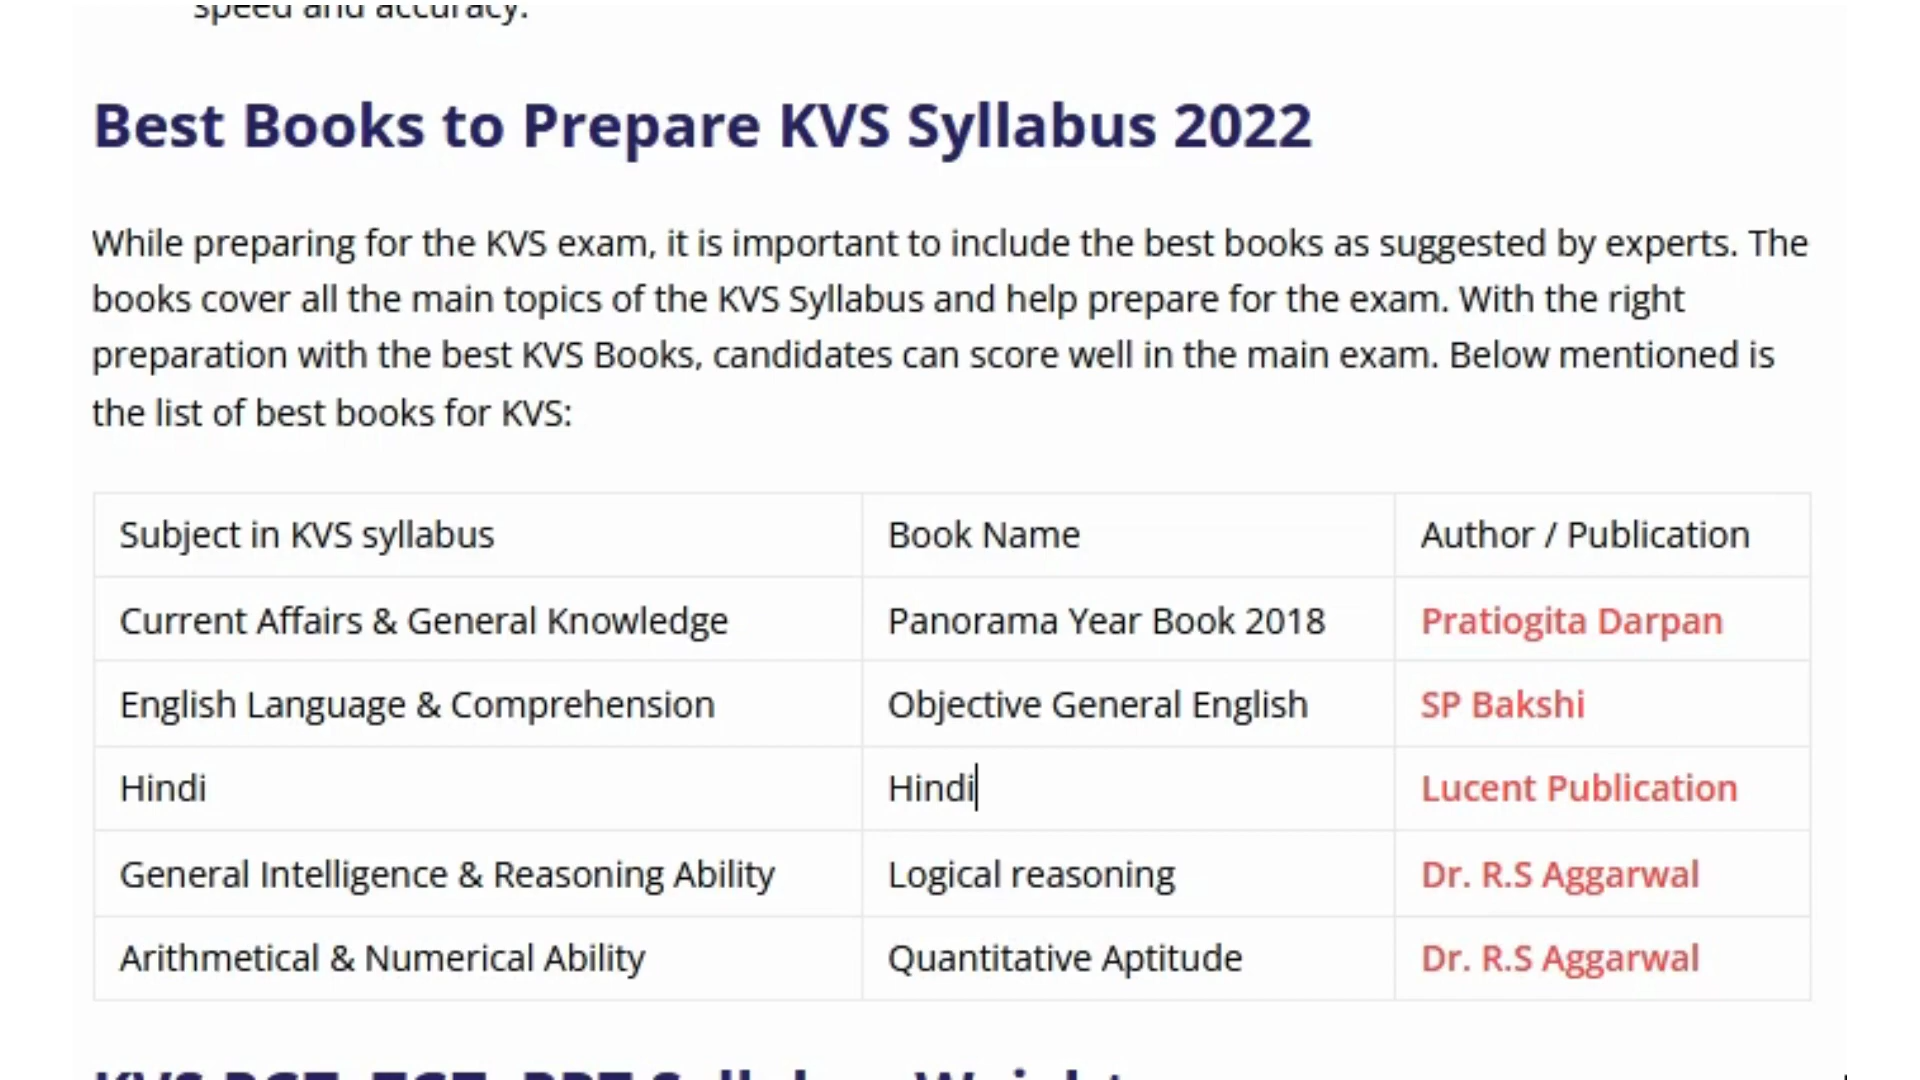 speed and accuracy.
Best Books to Prepare KVS Syllabus 2022
While preparing for the KVS exam, it is important to include the best books as suggested by experts. The
books cover all the main topics of the KVS Syllabus and help prepare for the exam. With the right
preparation with the best KVS Books, candidates can score well in the main exam. Below mentioned is
the list of best books for KVS:
Subject in KVS syllabus Book Name Author / Publication
Current Affairs & General Knowledge Panorama Year Book 2018 Pratiogita Darpan
English Language & Comprehension Objective General English SP Bakshi
Hindi Hindi Lucent Publication
General Intelligence & Reasoning Ability Logical reasoning Dr. R.S Aggarwal
Arithmetical & Numerical Ability Quantitative Aptitude Dr. R.S Aggarwal